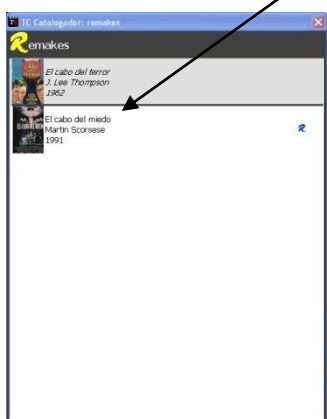 TC Catalogador: remakes
Remakes
El cabo del terror
J. Lee Thompson
1962
El cabo del miedo
Martin Scorsese
1991
R